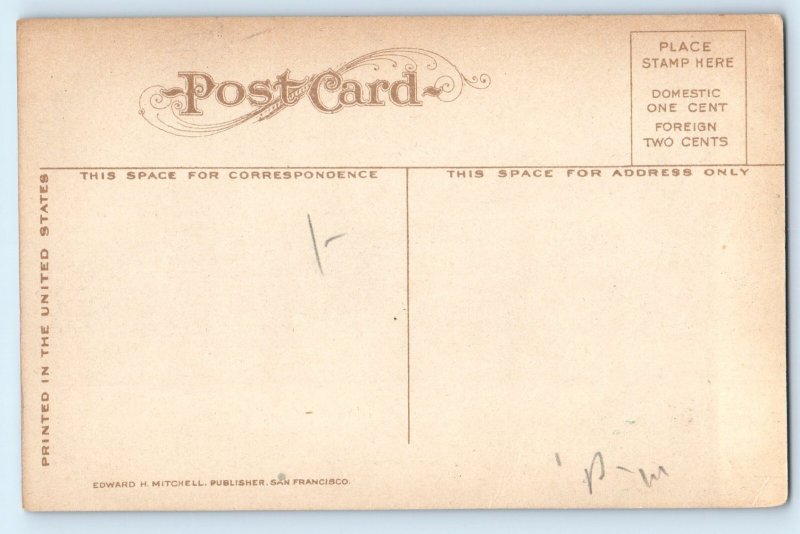 Post Card
PLACE
STAMP HERE
DOMESTIC
ONE CENT
FOREIGN
TWO CENTS
THIS SPACE FOR CORRESPONDENCE
THIS SPACE FOR ADDRESS ONLY
PRINTED IN THE UNITED STATES
EDWARD H. MITCHELL, PUBLISHER, SAN FRANCISCO.